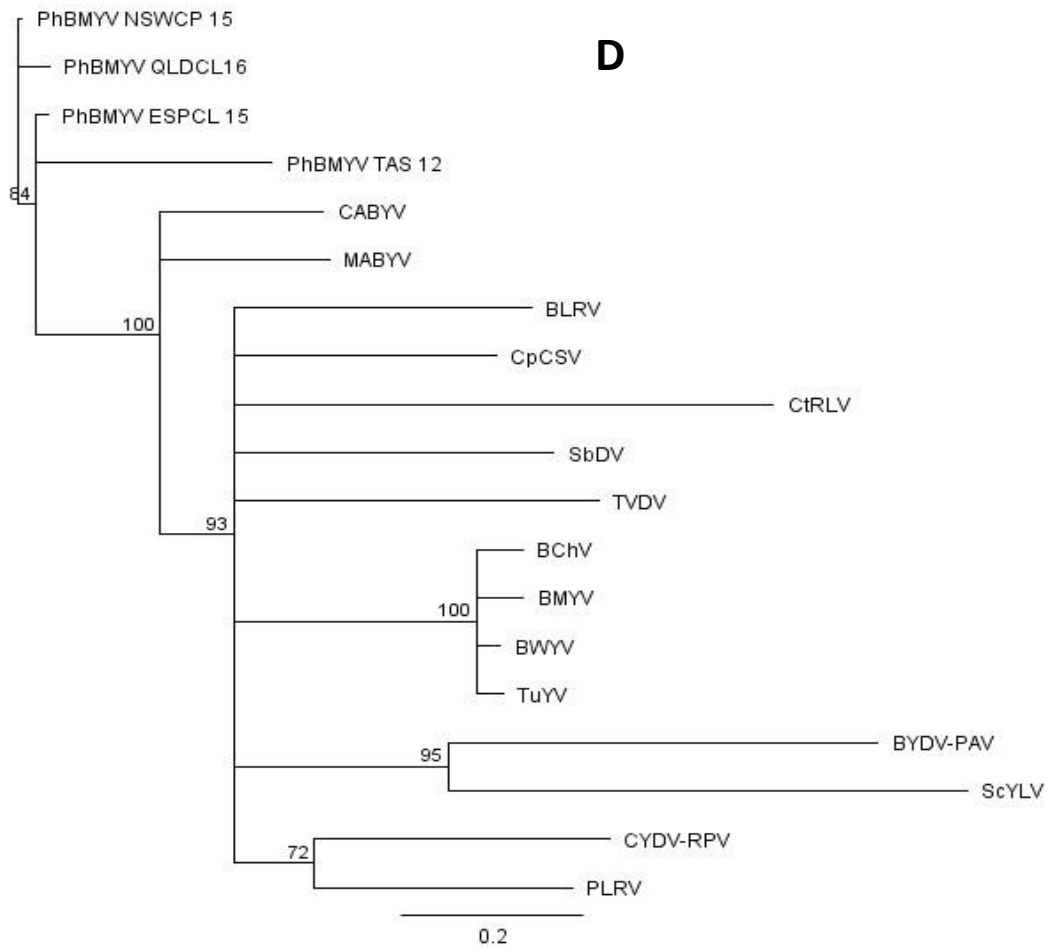 PhBMYV NSWCP 15
D
PhBMYV QLDCL16
PhBMYV ESPCL 15
PhBMYV TAS 12
84
CABYV
MABYV
BLRV
100
CpCSV
CtRLV
SbDV
TVDV
93
BChV
BMYV
100
BWYV
TuYV
BYDV-PAV
95
ScYLV
CYDV-RPV
72
PLRV
0.2